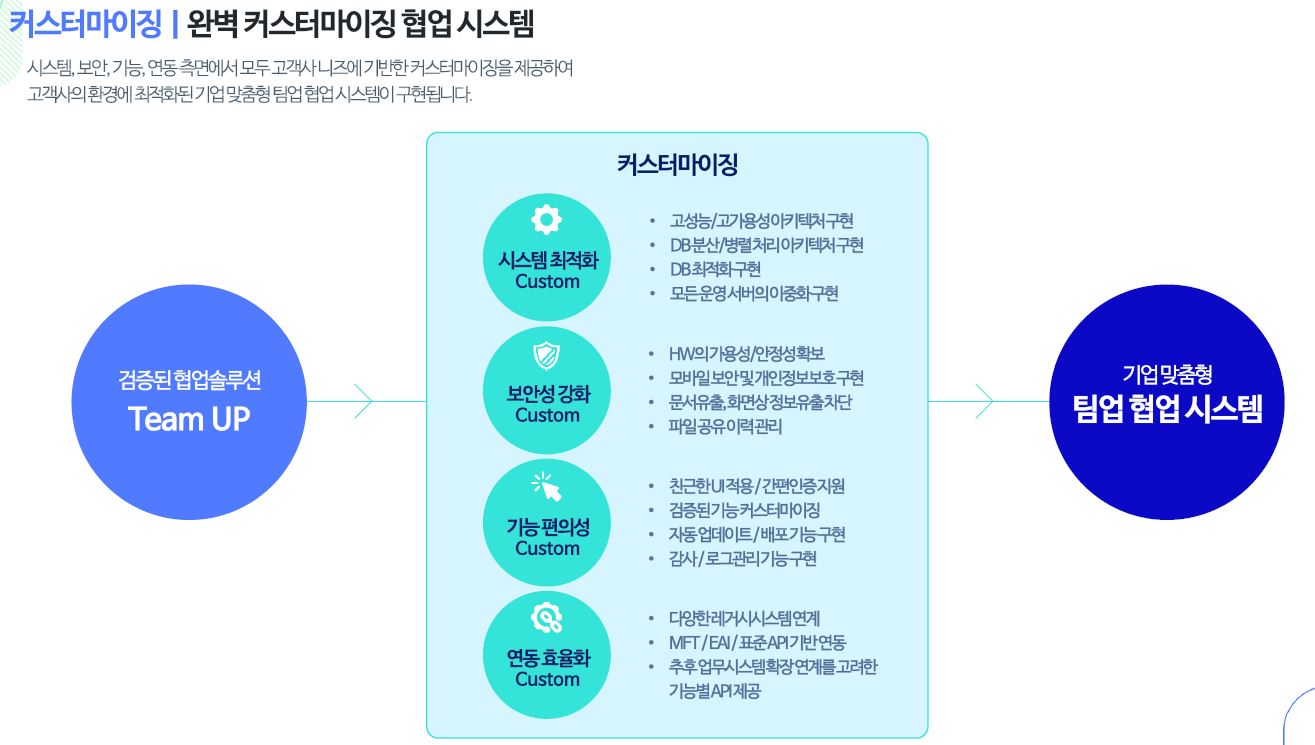 커스터마이징 | 완벽 커스터마이징 협업 시스템
시스템, 보안, 기능, 연동 측면에서 모두 고객사 니즈에 기반한 커스터마이징을 제공하여
고객사의 환경에 최적화된 기업 맞춤형 팀업 협업 시스템이 구현됩니다.
검증된 협업솔루션
Team UP
커스터마이징
시스템 최적화
Custom
• 고성능/고가용성 아키텍처 구현
• DB 분산/병렬 처리 아키텍처 구현
• DB 최적화 구현
• 모든 운영 서버의 이중화 구현
보안성 강화
Custom
• HW의 가용성/안정성 확보
• 모바일 보안 및 개인정보보호 구현
• 문서유출, 화면상 정보유출 차단
• 파일 공유 이력 관리
기능 편의성
Custom
• 친근한 UI 적용 / 간편인증 지원
• 검증된 기능 커스터마이징
• 자동 업데이트 / 배포 기능 구현
• 감사 / 로그관리 기능 구현
연동 효율화
Custom
• 다양한 레거시시스템 연계
• MFT / EAI / 표준 API 기반 연동
• 추후 업무시스템 확장 연계를 고려한
기능별 API 제공
기업 맞춤형
팀업 협업 시스템